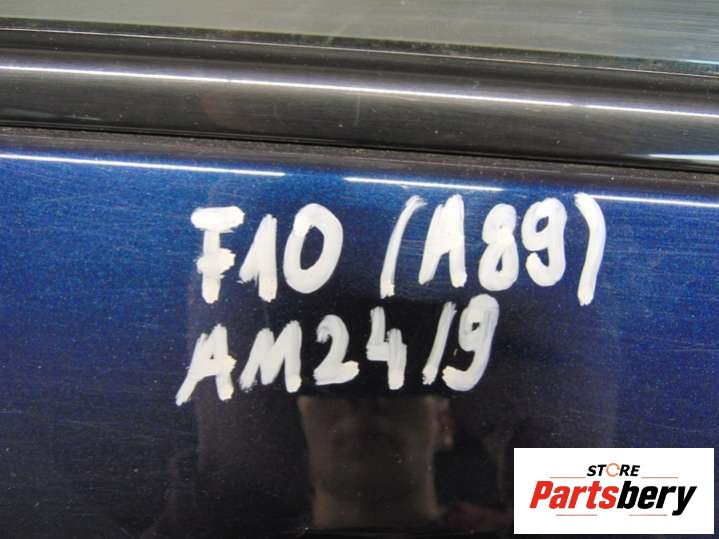 F10 (A89)
AM24/9
STORE
Partsbery